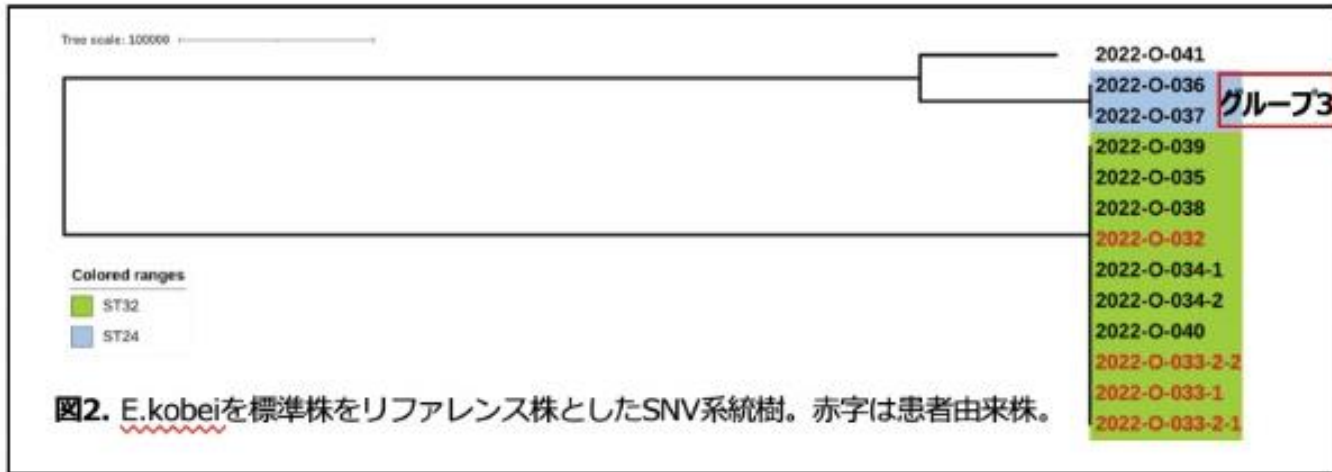 Tree scale: 100000
2022-O-041
2022-O-036
2022-O-037
グループ3
2022-O-039
2022-O-035
2022-O-038
2022-O-032
2022-O-034-1
2022-O-034-2
2022-O-040
2022-O-033-2-2
2022-O-033-1
2022-O-033-2-1
Colored ranges
ST32
ST24
図2. E.kobeiを標準株をリファレンス株としたSNV系統樹。赤字は患者由来株。